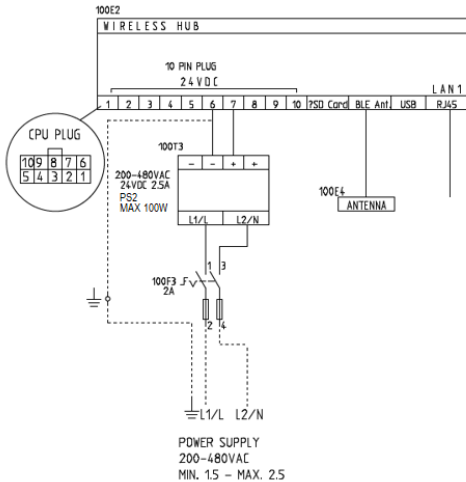 100E2
WIRELESS HUB
10 PIN PLUG
24VDC
LAN1
1 2 3 4 5 6 7 8 9 10 ?SD Card BLE Ant. USB RJ45
CPU PLUG
10 9 8 7 6
5 4 3 2 1
100T3
- - + +
200-480VAC
24VDC 2.5A
PS2
MAX 100W
L1/L L2/N
100E4
ANTENNA
1 3
100F3
2A
2 4
L1/L L2/N
POWER SUPPLY
200-480VAC
MIN. 1.5 - MAX. 2.5